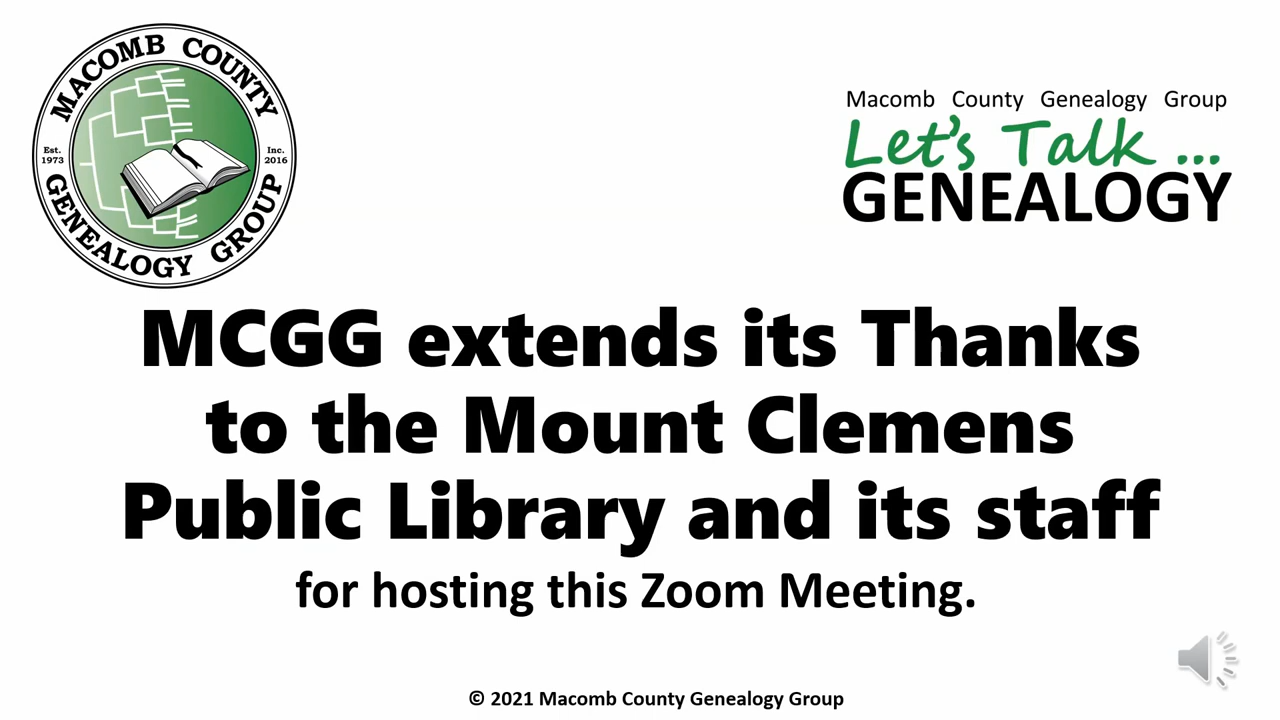 MACOMB COUNTY
Est.
1973
Inc.
2016
GENEALOGY GROUP
Macomb County Genealogy Group
Let's Talk ...
GENEALOGY
MCGG extends its Thanks
to the Mount Clemens
Public Library and its staff
for hosting this Zoom Meeting.
© 2021 Macomb County Genealogy Group